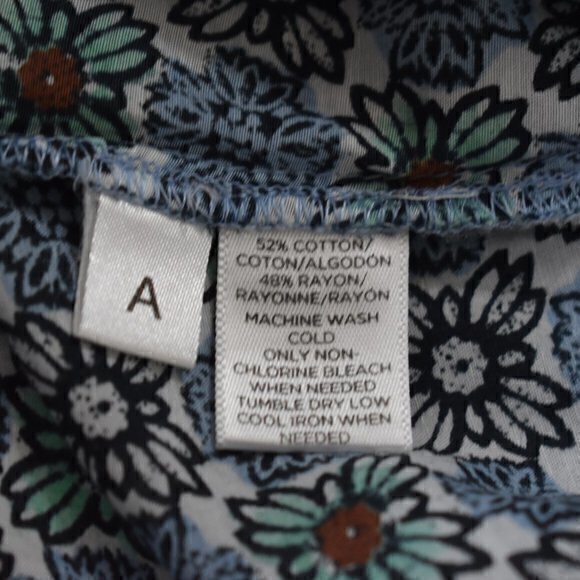 A
52% COTTON/
COTON/ALGODÓN
48% RAYON/
RAYONNE/RAYÓN
MACHINE WASH
COLD
ONLY NON-
CHLORINE BLEACH
WHEN NEEDED
TUMBLE DRY LOW
COOL IRON WHEN
NEEDED